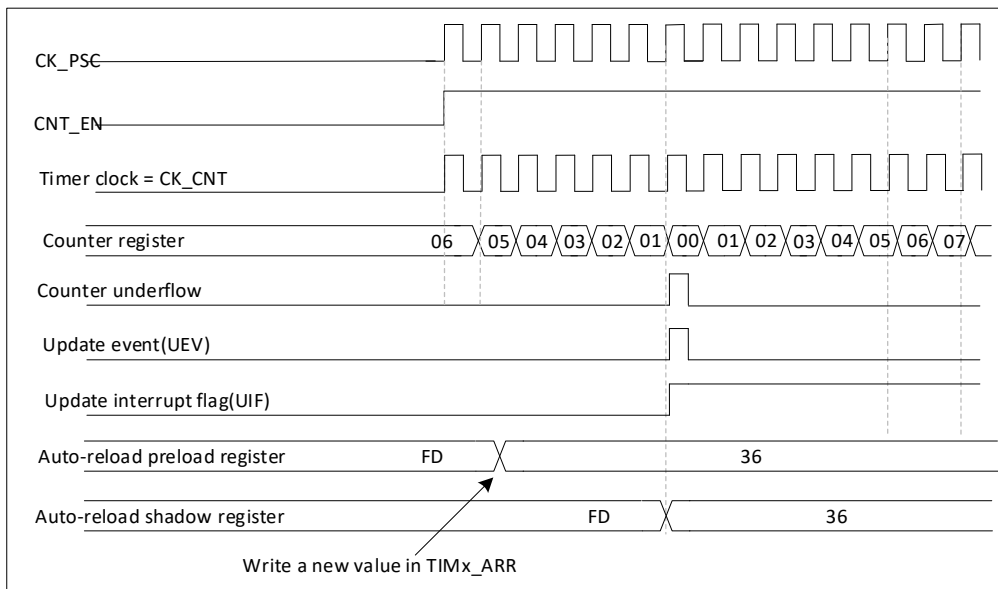 CK_PSC
CNT_EN
Timer clock = CK_CNT
Counter register 06 05 04 03 02 01 00 01 02 03 04 05 06 07
Counter underflow
Update event(UEV)
Update interrupt flag(UIF)
Auto-reload preload register FD 36
Auto-reload shadow register FD 36
Write a new value in TIMx_ARR